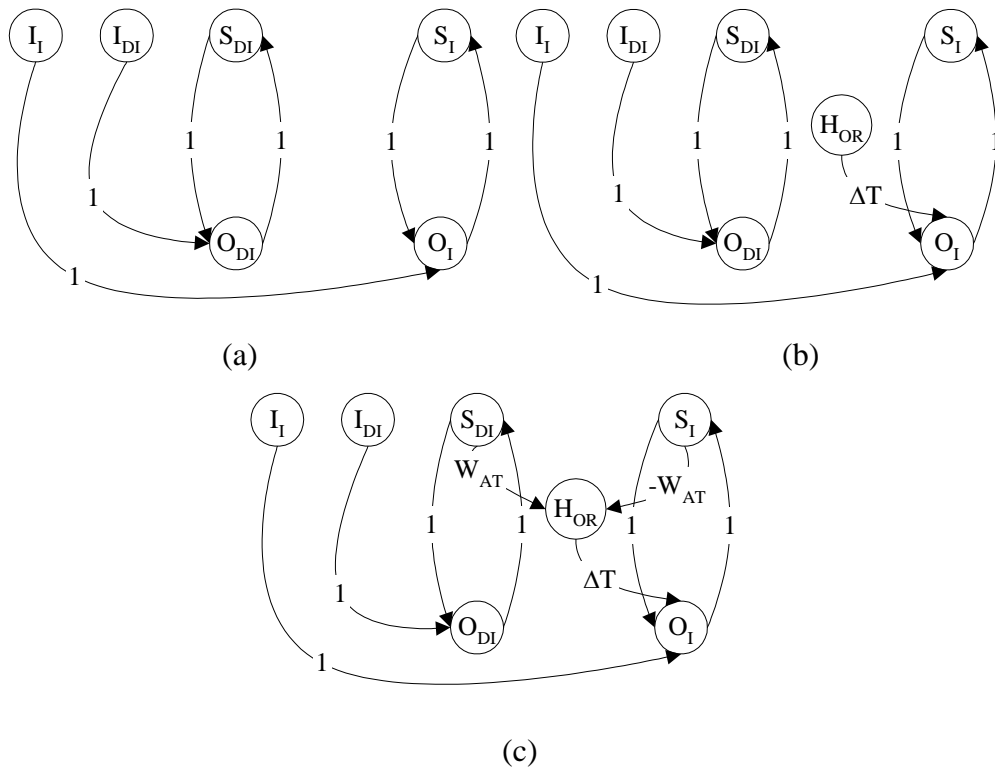 I_I I_DI S_DI S_I I_I I_DI S_DI S_I
H_OR
1 1 1 1 1 1 1 1
1 1 ΔT
O_DI O_I O_DI O_I
1 1
(a) (b)
I_I I_DI S_DI S_I
W_AT -W_AT
H_OR
1 1 1 1
1 ΔT
O_DI O_I
1
(c)